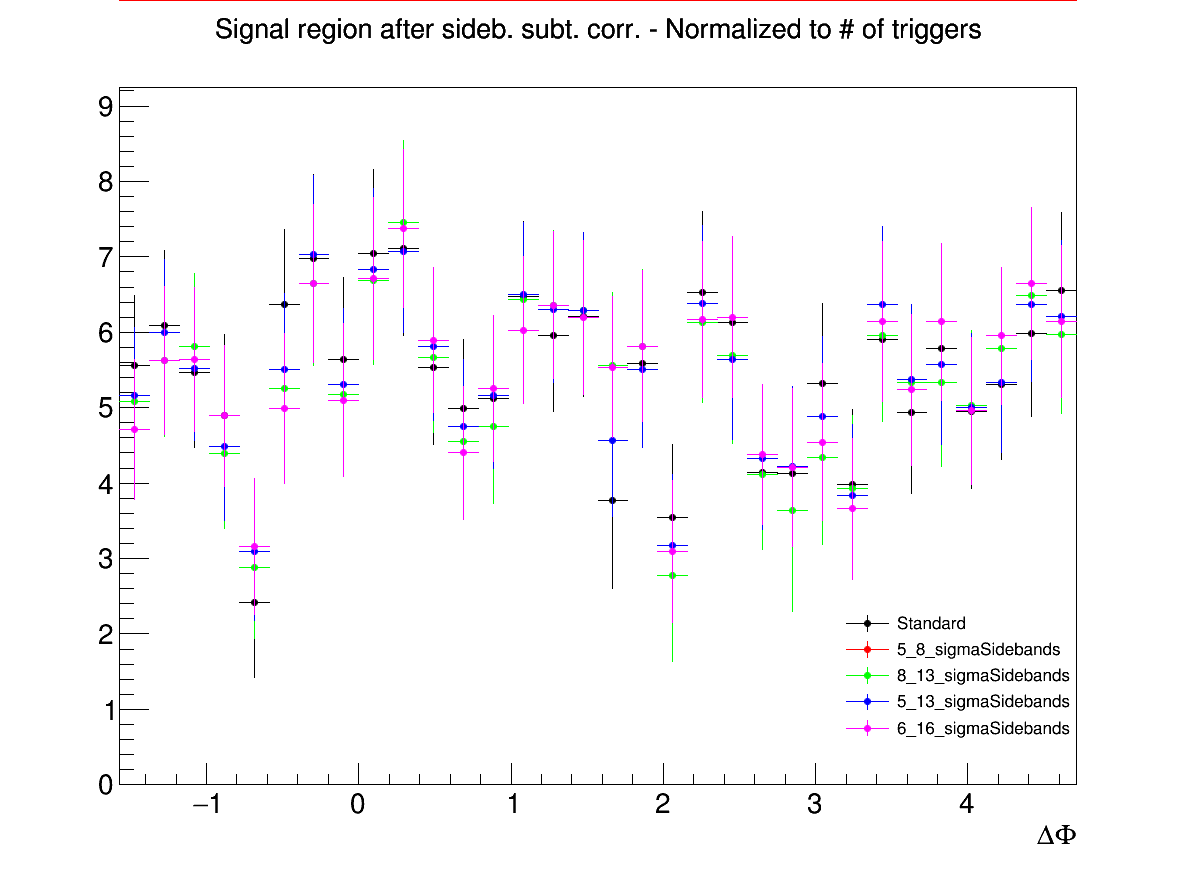 Signal region after sideb. subt. corr. - Normalized to # of triggers
9
8
7
6
5
4
3
2
1
0
Standard
5_8_sigmaSidebands
8_13_sigmaSidebands
5_13_sigmaSidebands
6_16_sigmaSidebands
−1 0 1 2 3 4
ΔΦ